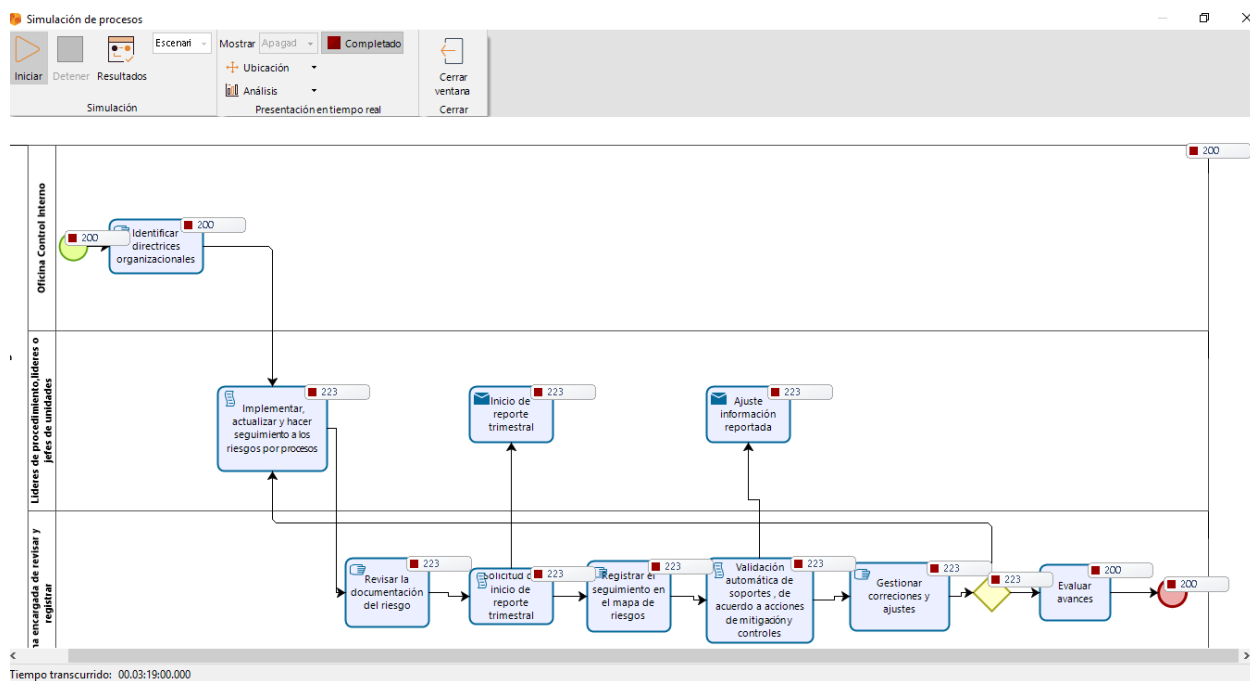 Simulación de procesos
Escenari
Mostrar Apagad Completado
Ubicación
Análisis
Iniciar Detener Resultados
Cerrar
ventana
Simulación
Presentación en tiempo real
Cerrar
200
Oficina Control Interno
200
200
Identificar
directrices
organizacionales
Lideres de procedimiento,lideres o
jefes de unidades
223
Implementar,
actualizar y hacer
seguimiento a los
riesgos por procesos
223
Inicio de
reporte
trimestral
223
Ajuste
información
reportada
na encargada de revisar y
registrar
223
Revisar la
documentación
del riesgo
223
Solicitud d
inicio de
reporte
trimestral
223
Registrar el
seguimiento en
el mapa de
riesgos
223
Validación
automática de
soportes , de
acuerdo a acciones
de mitigación y
controles
223
Gestionar
correciones y
ajustes
223
200
Evaluar
avances
200
Tiempo transcurrido: 00.03:19:00.000